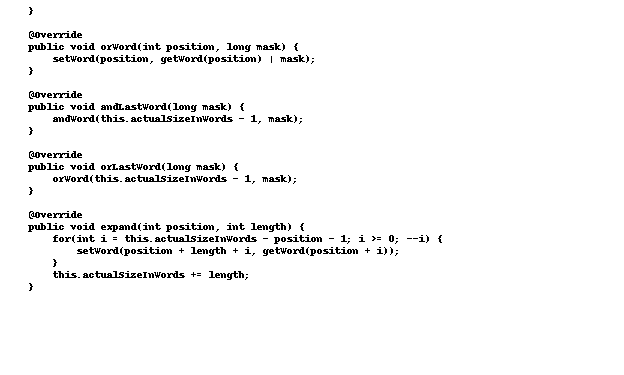 }
@Override
public void orWord(int position, long mask) {
setWord(position, getWord(position) | mask);
}
@Override
public void andLastWord(long mask) {
andWord(this.actualSizeInWords - 1, mask);
}
@Override
public void orLastWord(long mask) {
orWord(this.actualSizeInWords - 1, mask);
}
@Override
public void expand(int position, int length) {
for(int i = this.actualSizeInWords - position - 1; i >= 0; --i) {
setWord(position + length + i, getWord(position + i));
}
this.actualSizeInWords += length;
}